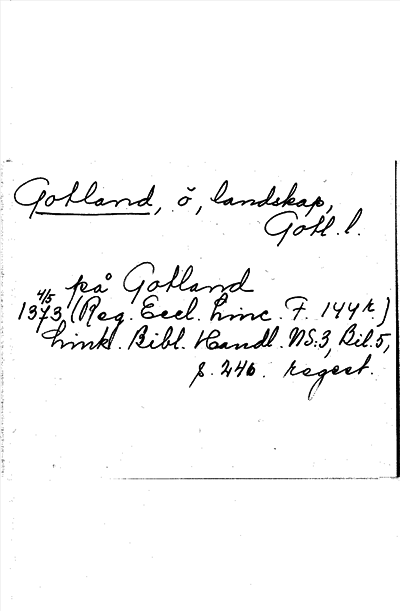 Gotland, ö, landskap,
Gotl. l.
på Gotland
4/5
1373 (Reg. Eccl. Linc. F. 144 r.)
Link. Bibl. Handl. NS:3, Bil. 5,
s. 246. regest.